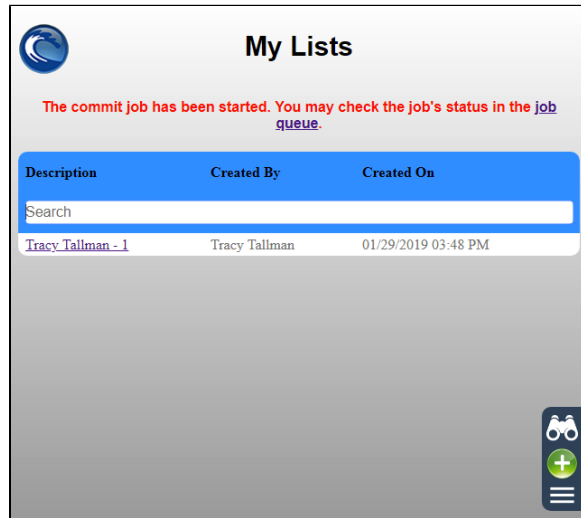 My Lists
The commit job has been started. You may check the job's status in the job
queue.
Description Created By Created On
Search
Tracy Tallman - 1 Tracy Tallman 01/29/2019 03:48 PM